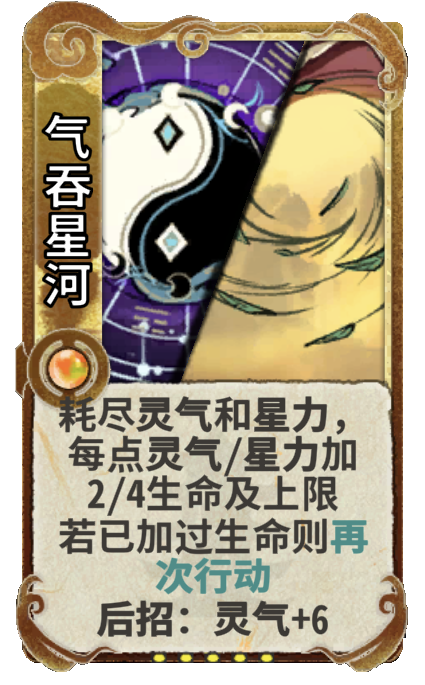 气吞星河
耗尽灵气和星力，
每点灵气/星力加
2/4生命及上限
若已加过生命则再
次行动
后招：灵气+6